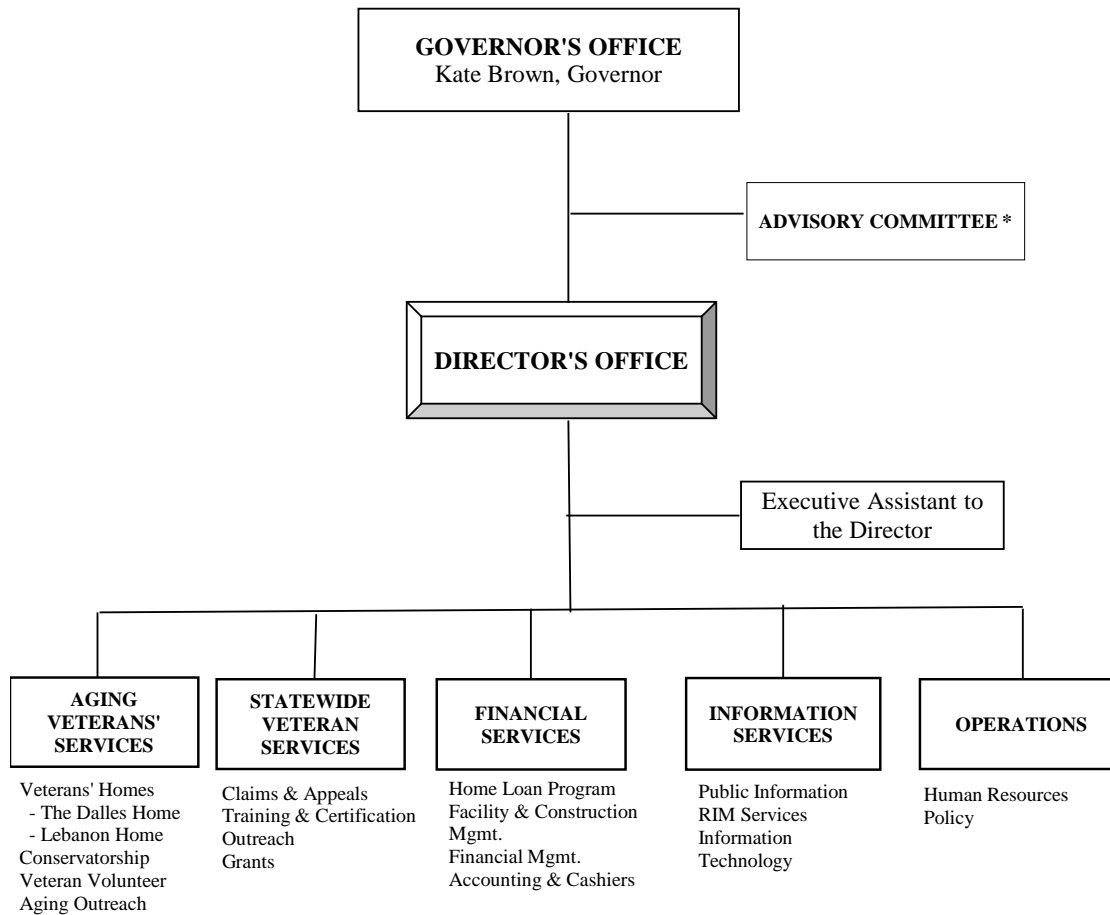 GOVERNOR'S OFFICE
Kate Brown, Governor
ADVISORY COMMITTEE *
DIRECTOR'S OFFICE
Executive Assistant to
the Director
AGING
VETERANS'
SERVICES
Veterans' Homes
- The Dalles Home
- Lebanon Home
Conservatorship
Veteran Volunteer
Aging Outreach
STATEWIDE
VETERAN
SERVICES
Claims & Appeals
Training & Certification
Outreach
Grants
FINANCIAL
SERVICES
Home Loan Program
Facility & Construction
Mgmt.
Financial Mgmt.
Accounting & Cashiers
INFORMATION
SERVICES
Public Information
RIM Services
Information
Technology
OPERATIONS
Human Resources
Policy